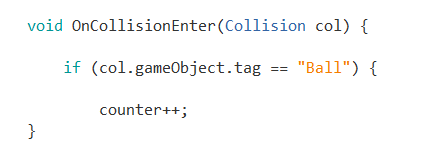 void OnCollisionEnter(Collision col) {
if (col.gameObject.tag == "Ball") {
counter++;
}